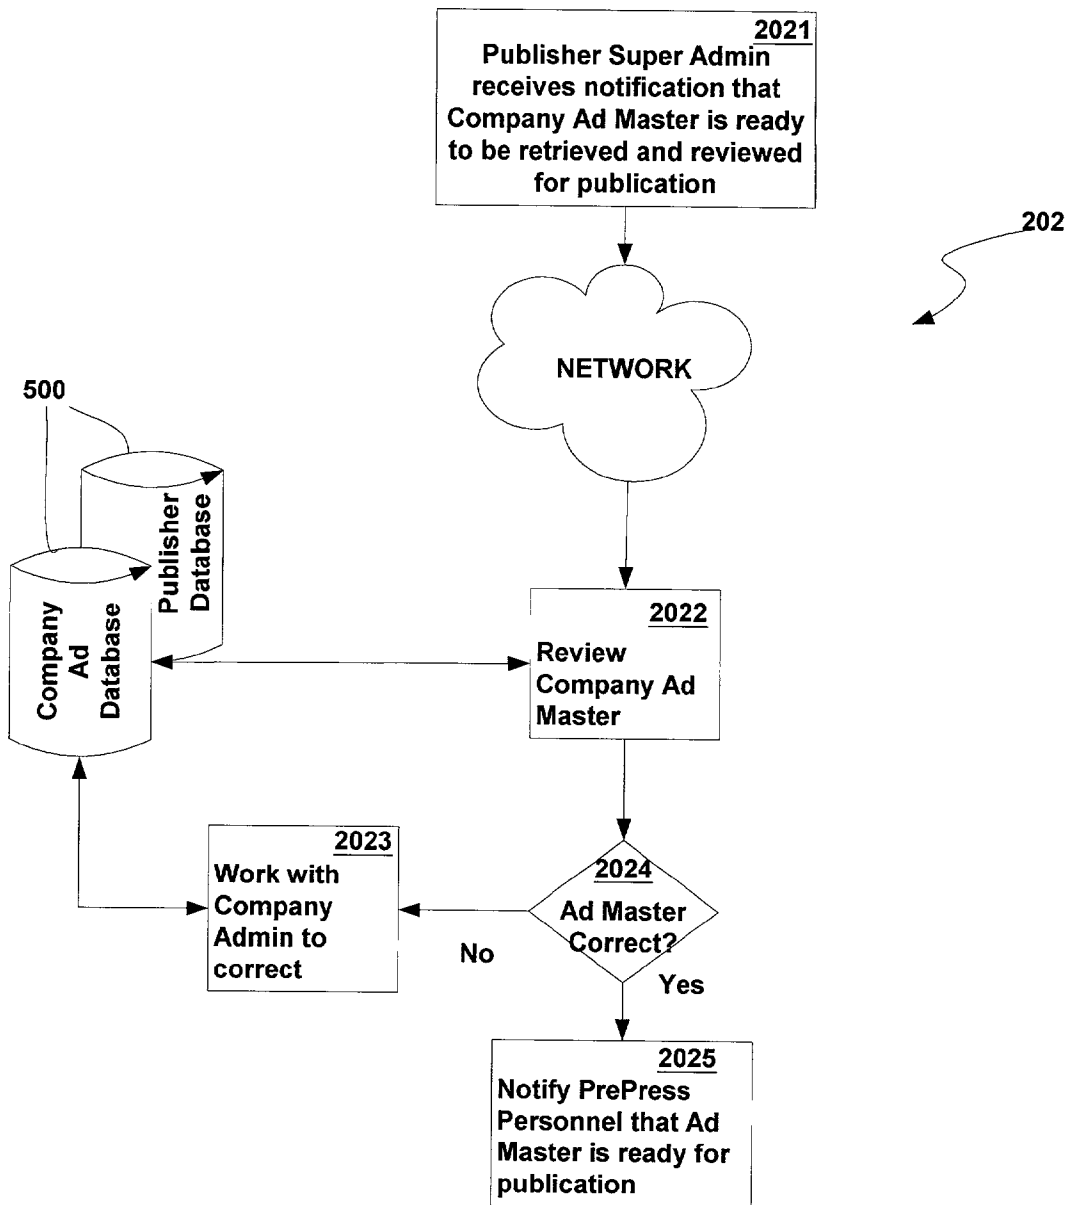 2021
Publisher Super Admin
receives notification that
Company Ad Master is ready
to be retrieved and reviewed
for publication
202
NETWORK
500
Publisher
Database
Company
Ad
Database
2022
Review
Company Ad
Master
2023
Work with
Company
Admin to
correct
2024
Ad Master
Correct?
No
Yes
2025
Notify PrePress
Personnel that Ad
Master is ready for
publication